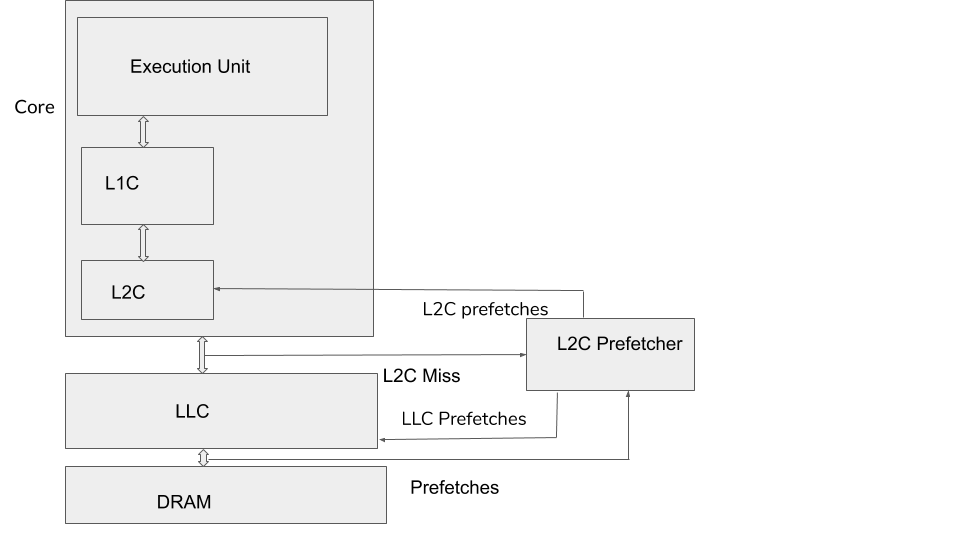 Execution Unit
Core
L1C
L2C
L2C prefetches
L2C Prefetcher
L2C Miss
LLC
LLC Prefetches
Prefetches
DRAM